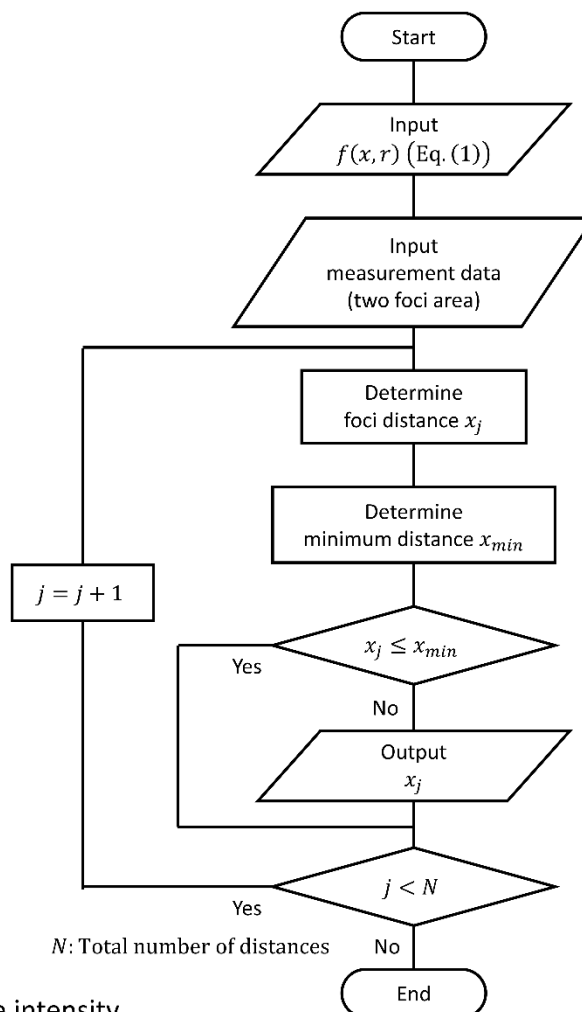 Start
Input
f(x, r) (Eq. (1))
Input
measurement data
(two foci area)
Determine
foci distance x_j
Determine
minimum distance x_min
j = j + 1
x_j ≤ x_min
Yes
No
Output
x_j
j < N
Yes
N: Total number of distances
No
End
intensity